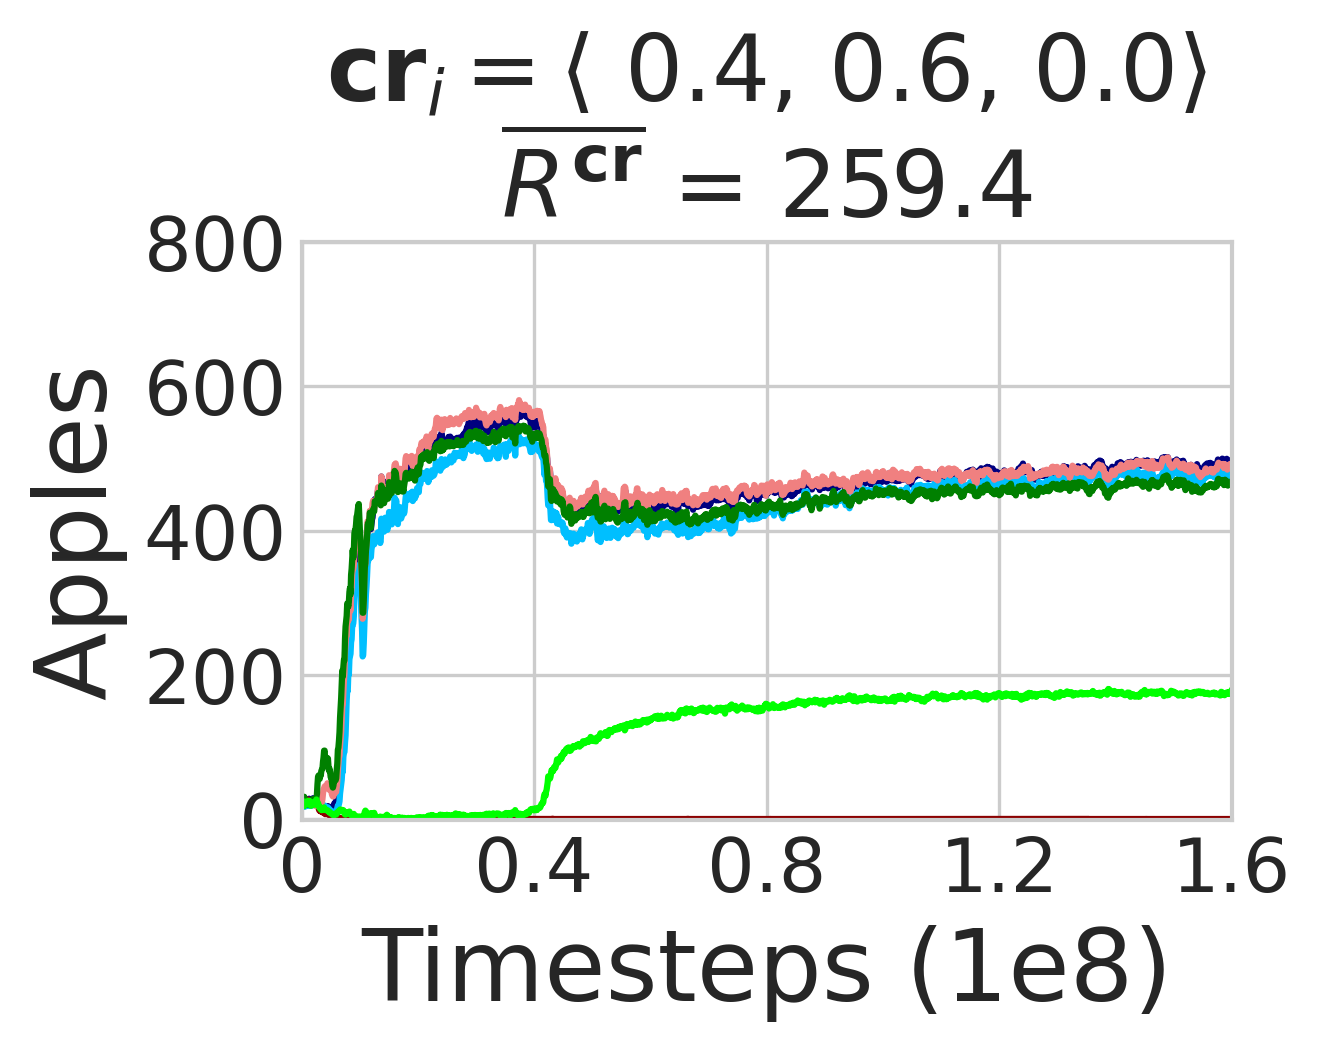 cr_i = ⟨ 0.4, 0.6, 0.0⟩
\overline{R^{cr}} = 259.4
800
600
400
200
0
Apples
0 0.4 0.8 1.2 1.6
Timesteps (1e8)